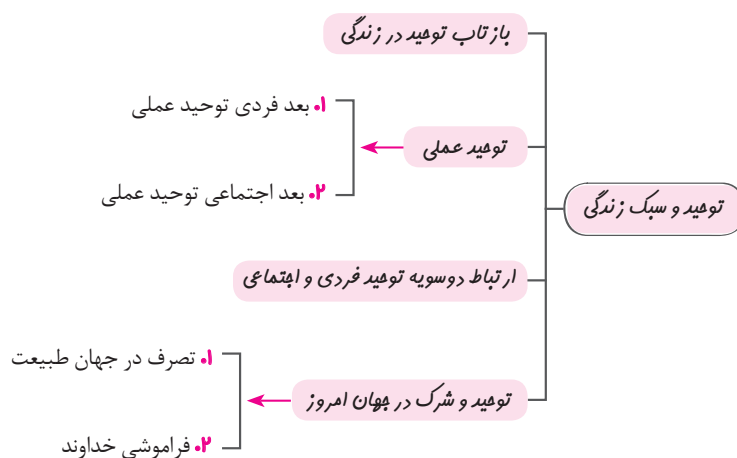 توحید و سبک زندگی
بازتاب توحید در زندگی
توحید عملی
۱. بعد فردی توحید عملی
۲. بعد اجتماعی توحید عملی
ارتباط دوسویه توحید فردی و اجتماعی
توحید و شرک در جهان امروز
۱. تصرف در جهان طبیعت
۲. فراموشی خداوند